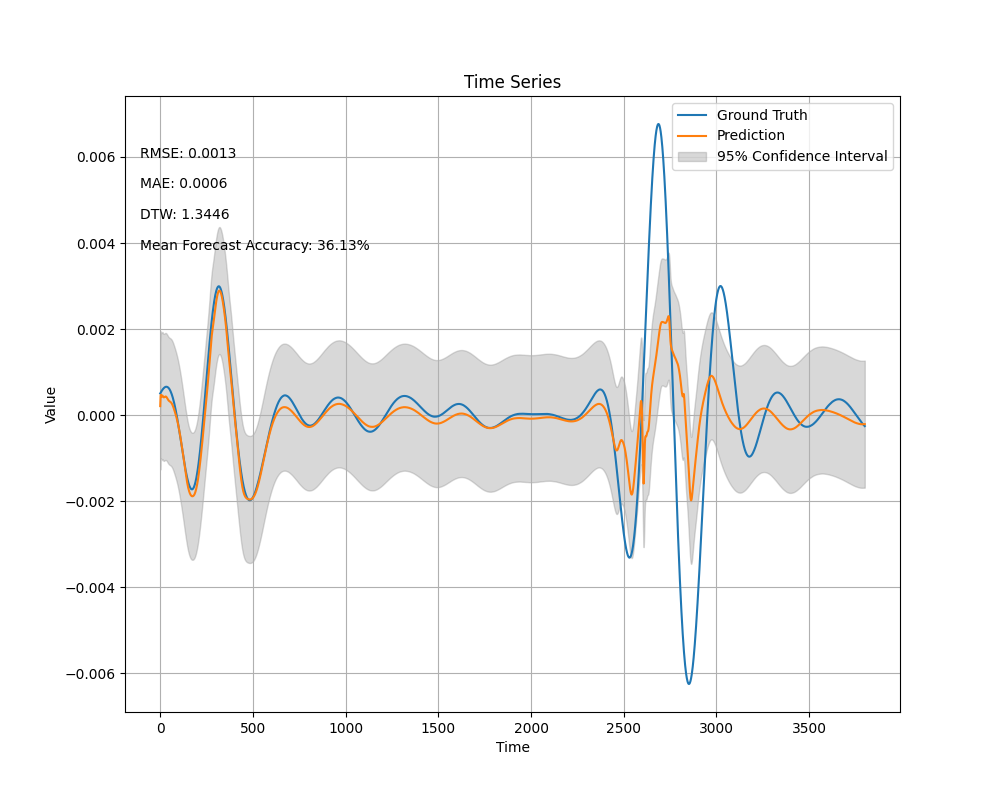 Time Series
Ground Truth
Prediction
95% Confidence Interval
RMSE: 0.0013
MAE: 0.0006
DTW: 1.3446
Mean Forecast Accuracy: 36.13%
Value
0.006
0.004
0.002
0.000
−0.002
−0.004
−0.006
0 500 1000 1500 2000 2500 3000 3500
Time